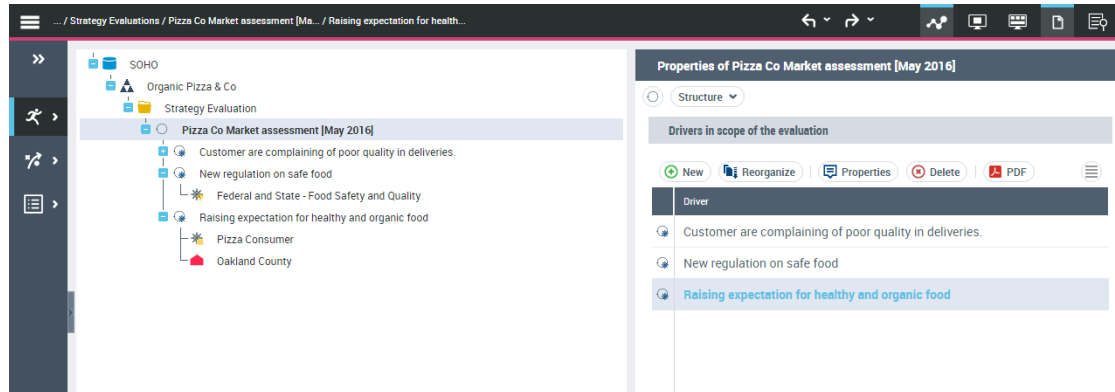 ... / Strategy Evaluations / Pizza Co Market assessment [Ma... / Raising expectation for health...
SOHO
Organic Pizza & Co
Strategy Evaluation
Pizza Co Market assessment [May 2016]
Customer are complaining of poor quality in deliveries.
New regulation on safe food
Federal and State - Food Safety and Quality
Raising expectation for healthy and organic food
Pizza Consumer
Oakland County
Properties of Pizza Co Market assessment [May 2016]
Structure
Drivers in scope of the evaluation
New Reorganize Properties Delete PDF
Driver
Customer are complaining of poor quality in deliveries.
New regulation on safe food
Raising expectation for healthy and organic food